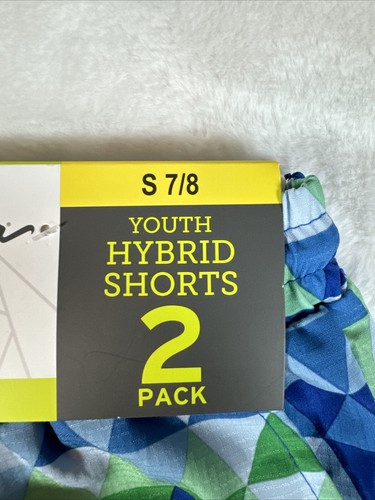 S 7/8
YOUTH
HYBRID
SHORTS
2
PACK